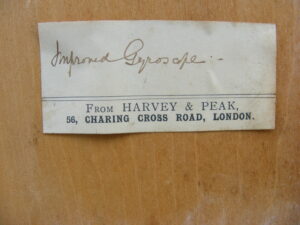 Improved Gyroscope :-
FROM HARVEY & PEAK,
56, CHARING CROSS ROAD, LONDON.